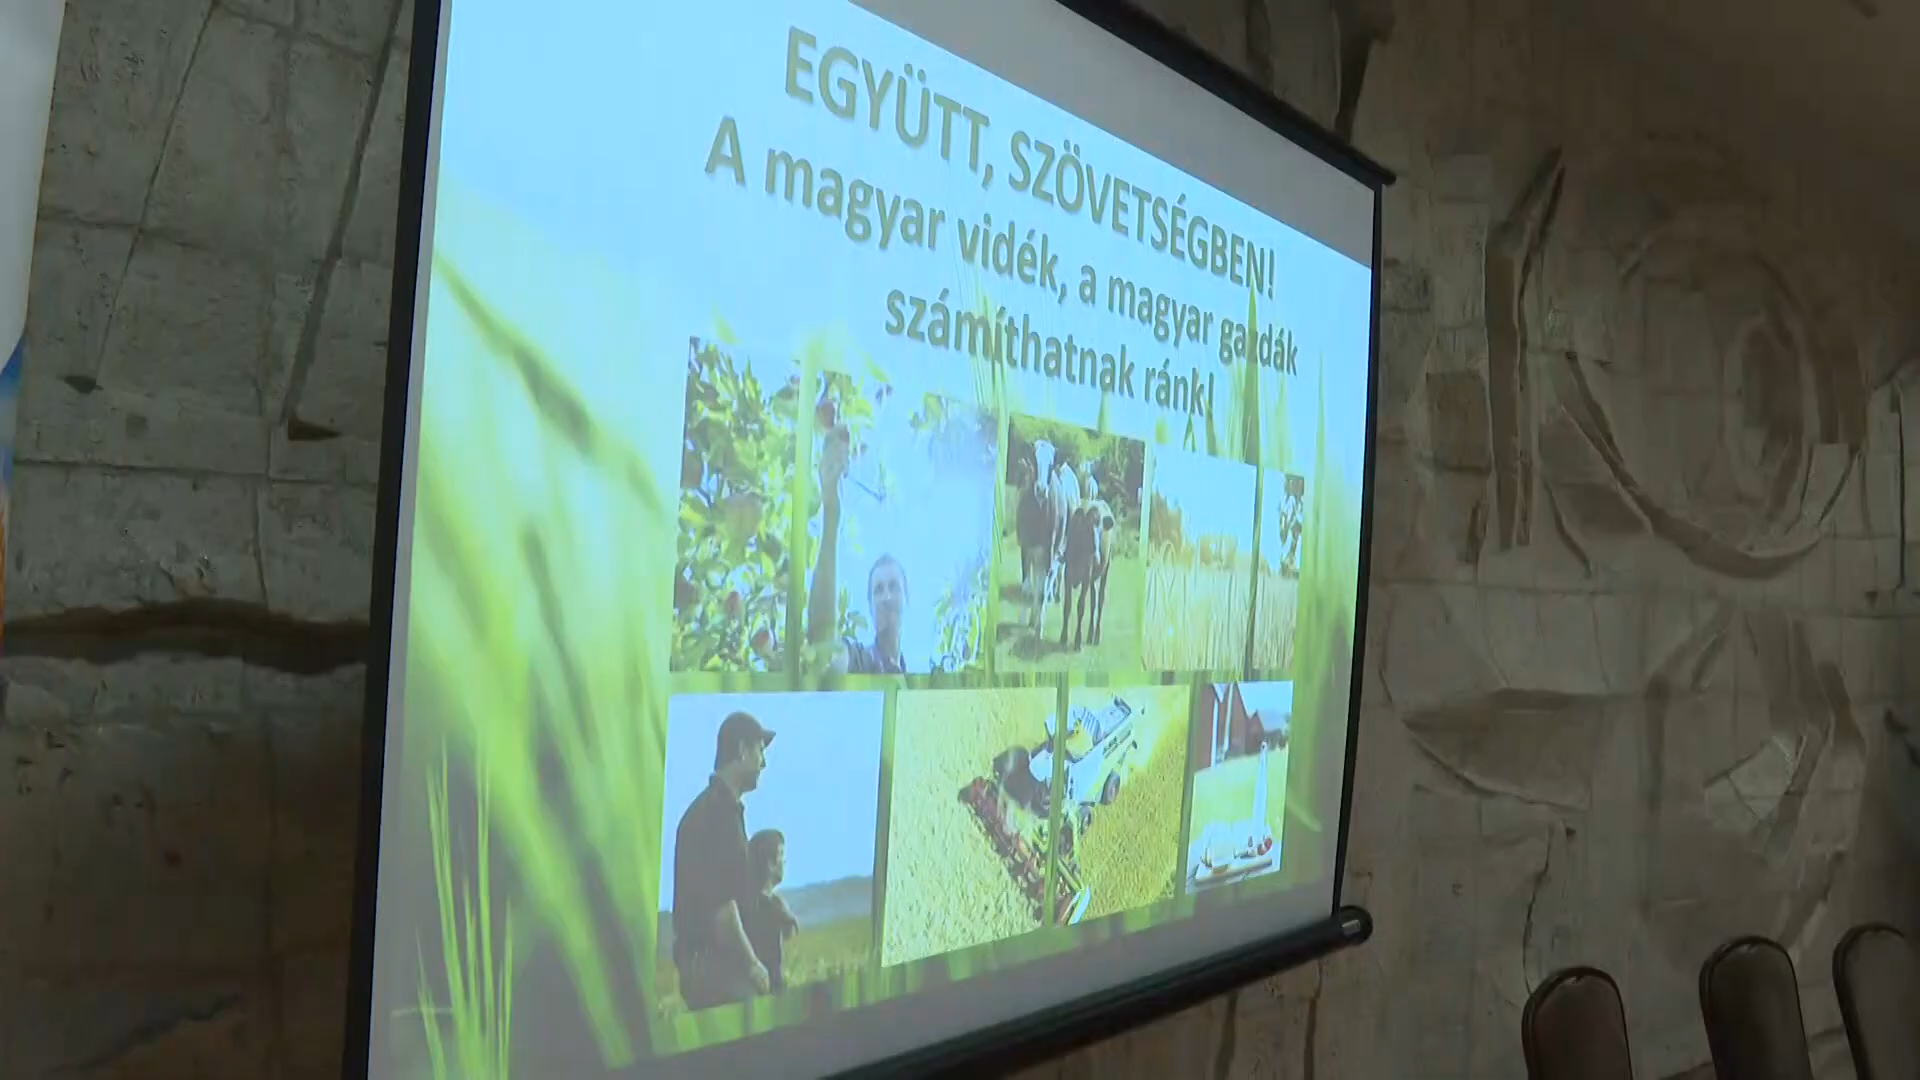 EGYÜTT, SZÖVETSÉGBEN!
A magyar vidék, a magyar gazdák
számíthatnak ránk!